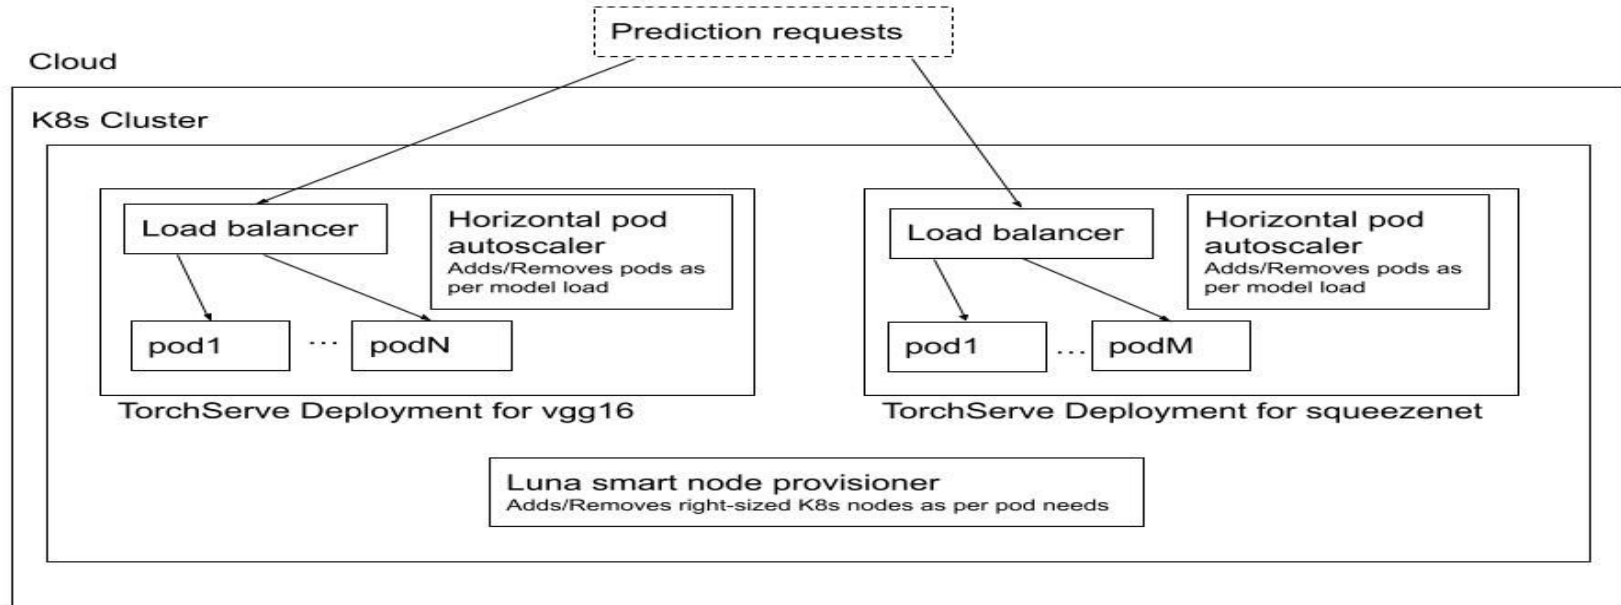 Prediction requests
Cloud
K8s Cluster
Load balancer
Horizontal pod
autoscaler
Adds/Removes pods as
per model load
pod1
...
podN
TorchServe Deployment for vgg16
Load balancer
Horizontal pod
autoscaler
Adds/Removes pods as
per model load
pod1
...
podM
TorchServe Deployment for squeezenet
Luna smart node provisioner
Adds/Removes right-sized K8s nodes as per pod needs